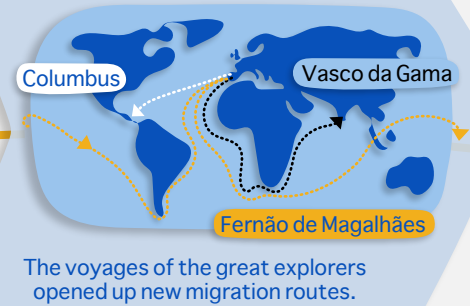 Columbus
Vasco da Gama
Fernão de Magalhães
The voyages of the great explorers
opened up new migration routes.